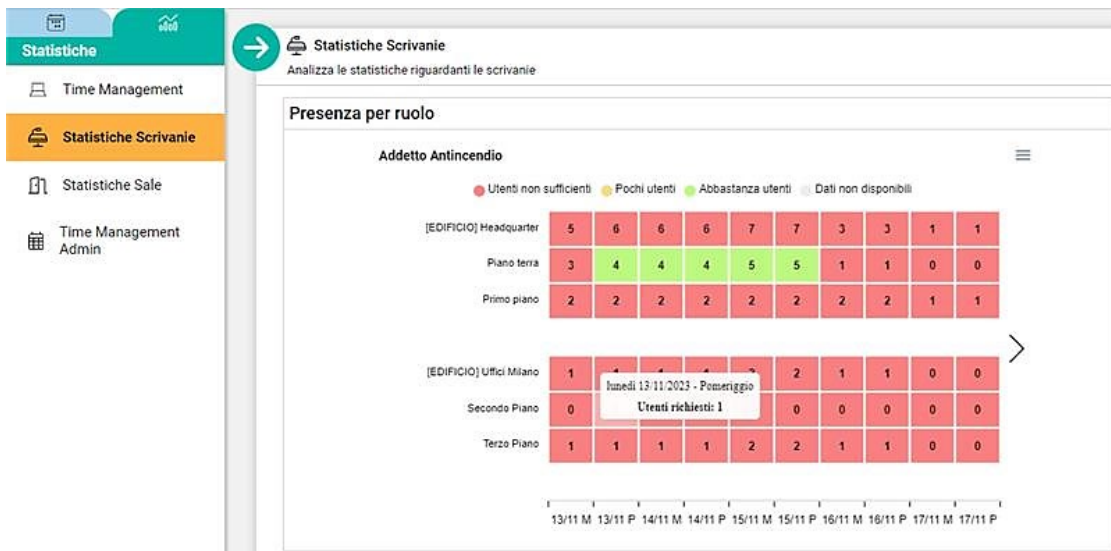 Statistiche
Time Management
Statistiche Scrivanie
Statistiche Sale
Time Management
Admin
Statistiche Scrivanie
Analizza le statistiche riguardanti le scrivanie
Presenza per ruolo
Addetto Antincendio
Utenti non sufficienti Pochi utenti Abbastanza utenti Dati non disponibili
[EDIFICIO] Headquarter 5 6 6 6 7 7 3 3 1 1
Piano terra 3 4 4 4 5 5 1 1 0 0
Primo piano 2 2 2 2 2 2 2 2 1 1
[EDIFICIO] Uffici Milano 1 2 1 1 0 0
lunedì 13/11/2023 - Pomeriggio
Utenti richiesti: 1
Secondo Piano 0 0 0 0 0 0
Terzo Piano 1 1 1 1 2 2 1 1 0 0
13/11 M 13/11 P 14/11 M 14/11 P 15/11 M 15/11 P 16/11 M 16/11 P 17/11 M 17/11 P